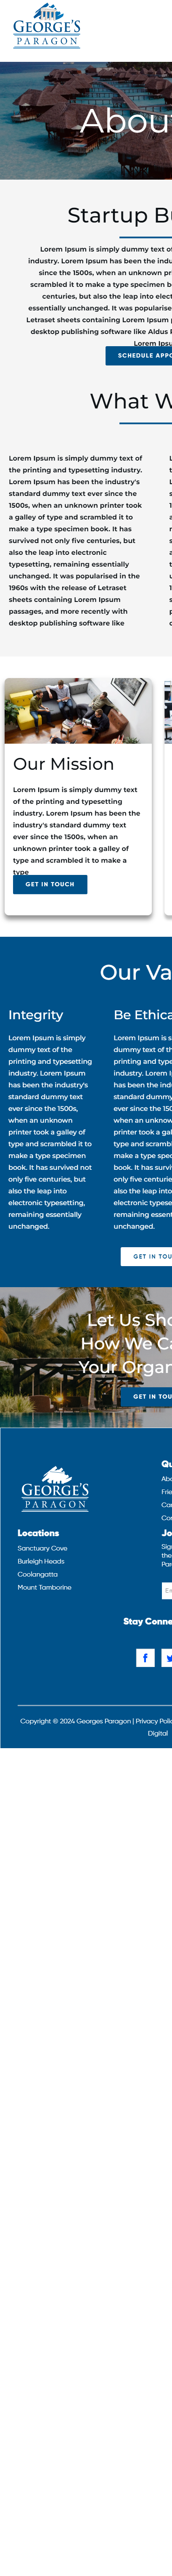 GEORGE'S
PARAGON
About
Startup Bu
Lorem Ipsum is simply dummy text of
industry. Lorem Ipsum has been the indu
since the 1500s, when an unknown pr
scrambled it to make a type specimen b
centuries, but also the leap into elect
essentially unchanged. It was popularise
Letraset sheets containing Lorem Ipsum
desktop publishing software like Aldus P
Lorem Ipsu
SCHEDULE APPO
What W
Lorem Ipsum is simply dummy text of
the printing and typesetting industry.
Lorem Ipsum has been the industry's
standard dummy text ever since the
1500s, when an unknown printer took
a galley of type and scrambled it to
make a type specimen book. It has
survived not only five centuries, but
also the leap into electronic
typesetting, remaining essentially
unchanged. It was popularised in the
1960s with the release of Letraset
sheets containing Lorem Ipsum
passages, and more recently with
desktop publishing software like
Our Mission
Lorem Ipsum is simply dummy text
of the printing and typesetting
industry. Lorem Ipsum has been the
industry's standard dummy text
ever since the 1500s, when an
unknown printer took a galley of
type and scrambled it to make a
type
GET IN TOUCH
Our Va
Integrity
Lorem Ipsum is simply
dummy text of the
printing and typesetting
industry. Lorem Ipsum
has been the industry's
standard dummy text
ever since the 1500s,
when an unknown
printer took a galley of
type and scrambled it to
make a type specimen
book. It has survived not
only five centuries, but
also the leap into
electronic typesetting,
remaining essentially
unchanged.
Be Ethica
Lorem Ipsum is s
dummy text of th
printing and type
industry. Lorem I
has been the ind
standard dummy
ever since the 15
when an unknow
printer took a gal
type and scrambl
make a type spec
book. It has survi
only five centurie
also the leap into
electronic typese
remaining essent
unchanged.
GET IN TOU
Let Us Sho
How We Ca
Your Organ
GET IN TOU
GEORGE'S
PARAGON
Locations
Sanctuary Cove
Burleigh Heads
Coolangatta
Mount Tamborine
Qu
Abo
Frie
Car
Con
Joi
Sig
the
Par
Stay Conne
Copyright © 2024 Georges Paragon | Privacy Polic
Digital